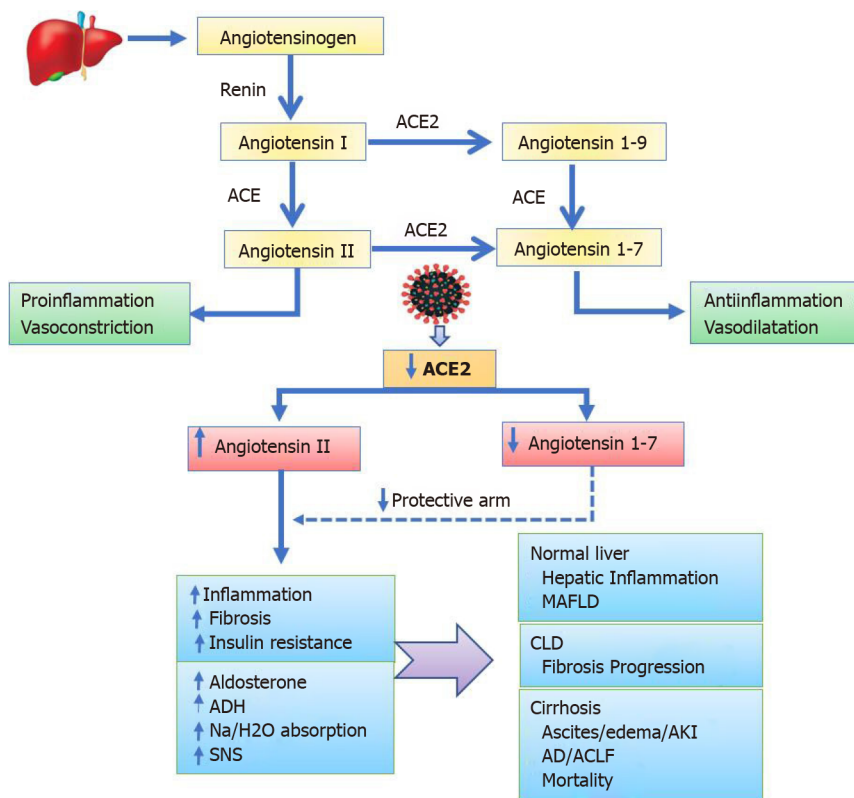 Angiotensinogen
Renin
ACE2
Angiotensin I
Angiotensin 1-9
ACE
ACE
ACE2
Angiotensin II
Angiotensin 1-7
Proinflammation
Vasoconstriction
Antiinflammation
Vasodilatation
ACE2
Angiotensin II
Angiotensin 1-7
Protective arm
Normal liver
Hepatic Inflammation
MAFLD
Inflammation
Fibrosis
Insulin resistance
CLD
Fibrosis Progression
Aldosterone
ADH
Na/H2O absorption
SNS
Cirrhosis
Ascites/edema/AKI
AD/ACLF
Mortality